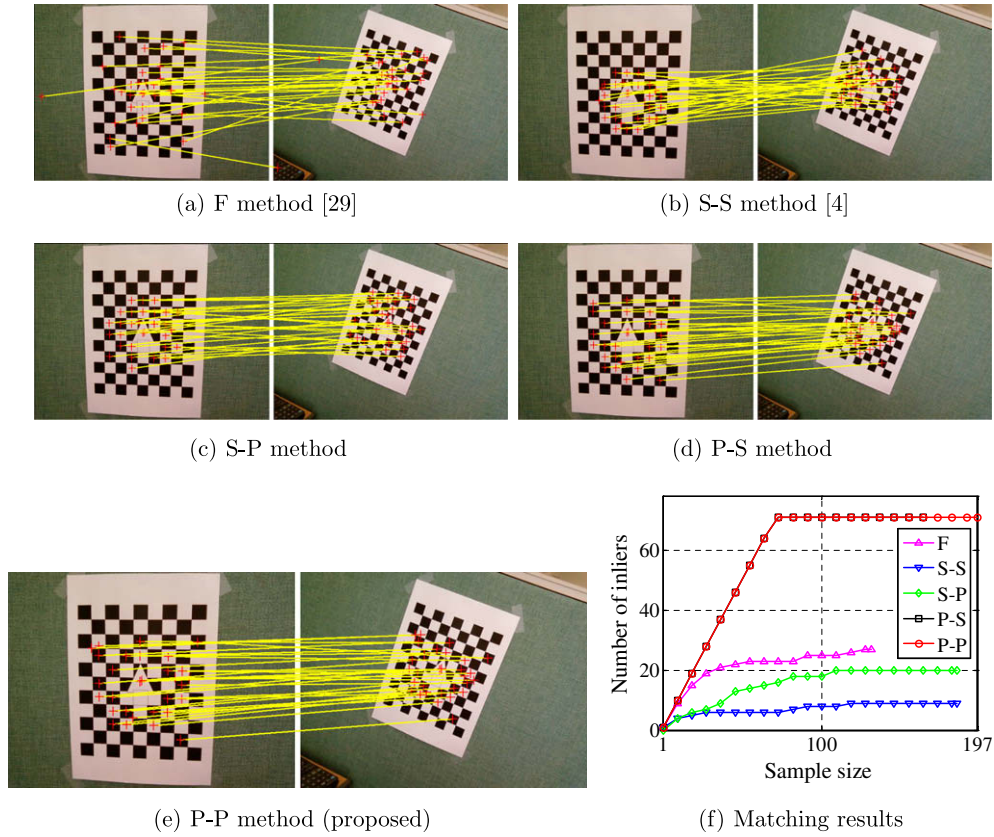 (a) F method [29]
(b) S-S method [4]
(c) S-P method
(d) P-S method
(e) P-P method (proposed)
Number of inliers
60
40
20
0
1
100
197
Sample size
F
S-S
S-P
P-S
P-P
(f) Matching results